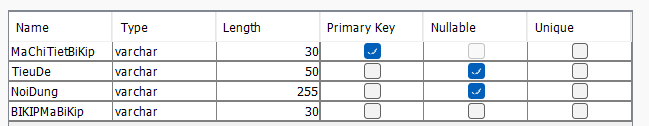 Name Type Length Primary Key Nullable Unique
MaChiTietBiKip varchar 30
TieuDe varchar 50
NoiDung varchar 255
BIKIPMaBiKip varchar 30